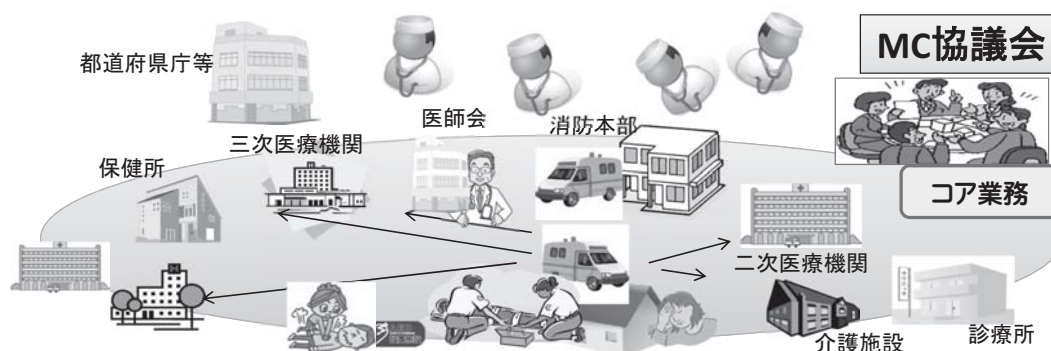 MC協議会
都道府県庁等
医師会
消防本部
三次医療機関
保健所
コア業務
二次医療機関
介護施設
診療所